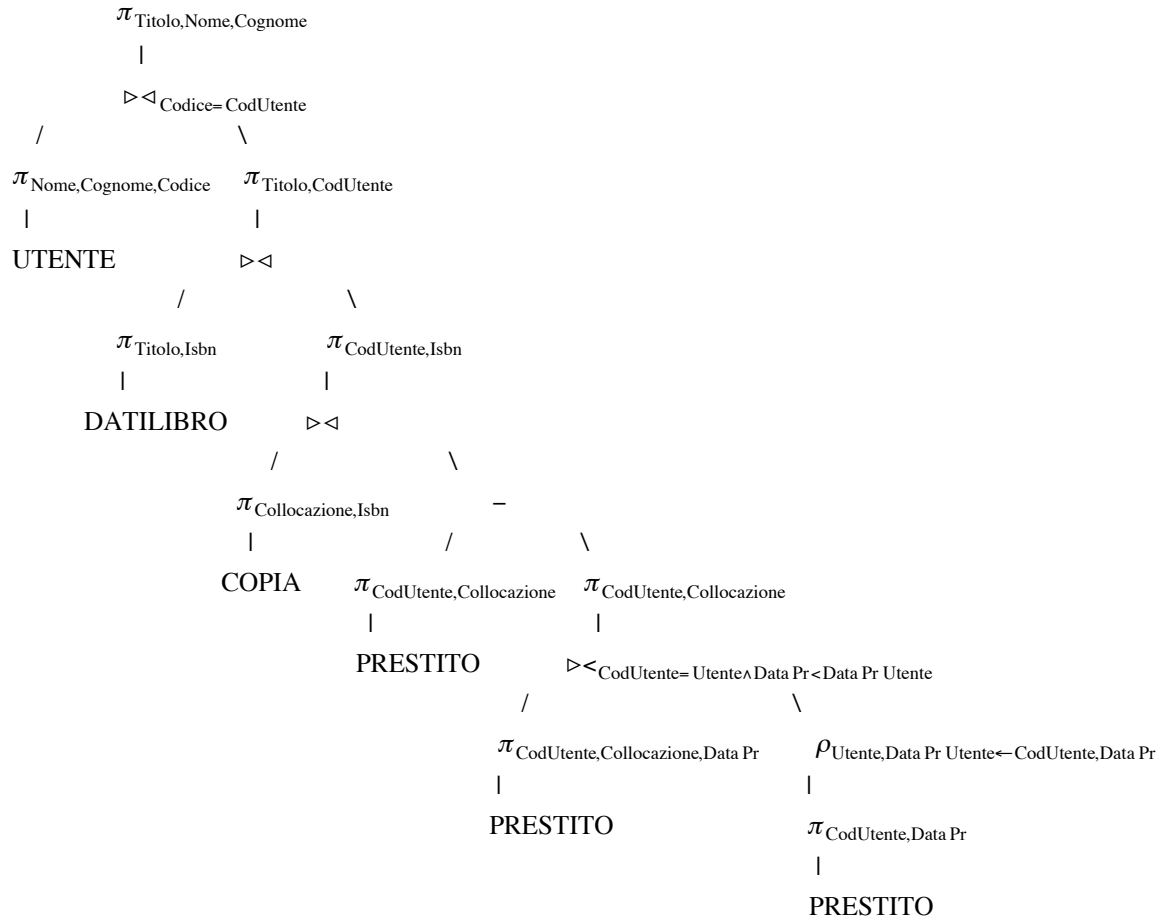 π Titolo,Nome,Cognome
|
▷◁ Codice= CodUtente
/ \
π Nome,Cognome,Codice π Titolo,CodUtente
| |
UTENTE ▷◁
/ \
π Titolo,Isbn π CodUtente,Isbn
| |
DATILIBRO ▷◁
/ \
π Collocazione,Isbn −
| / \
COPIA π CodUtente,Collocazione π CodUtente,Collocazione
| |
PRESTITO ▷< CodUtente= Utente∧Data Pr<Data Pr Utente
/ \
π CodUtente,Collocazione,Data Pr ρ Utente,Data Pr Utente←CodUtente,Data Pr
| |
PRESTITO π CodUtente,Data Pr
|
PRESTITO